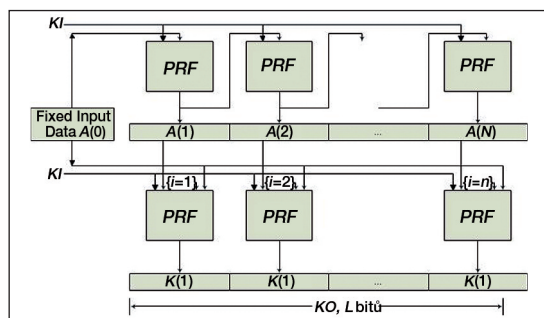 KI
PRF PRF PRF
Fixed Input
Data A(0)
A(1) A(2) ... A(N)
KI
{i=1} {i=2} {i=n}
PRF PRF PRF
K(1) K(1) ... K(1)
KO, L bitů